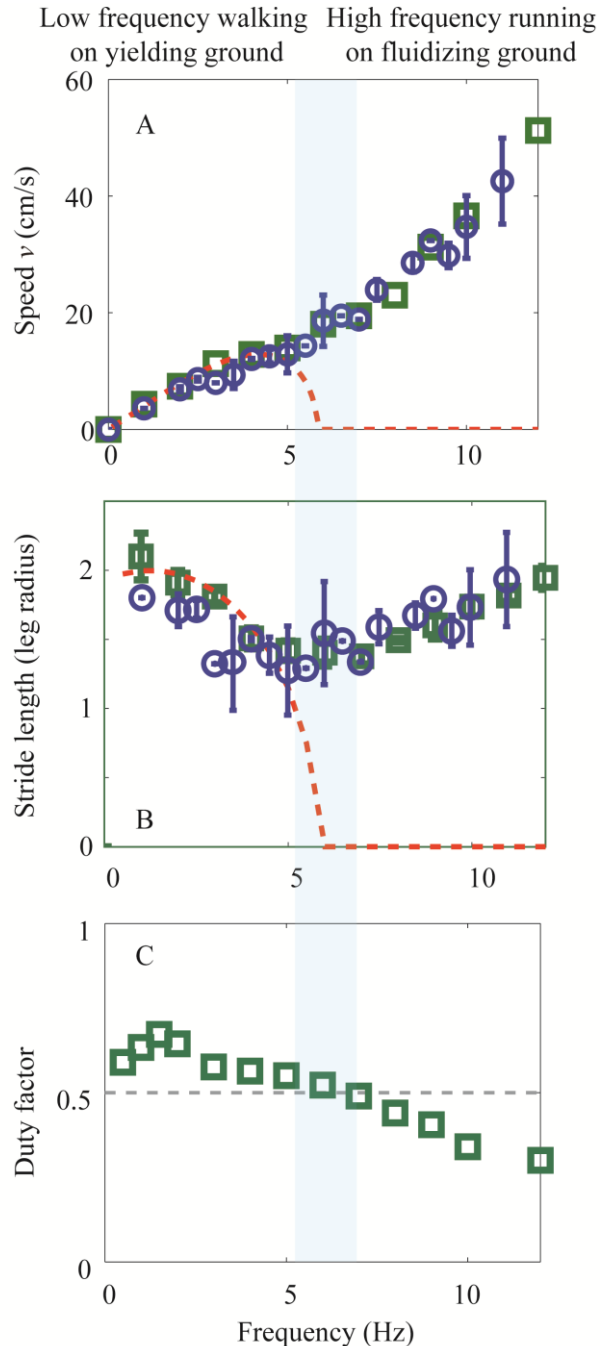 Low frequency walking High frequency running
on yielding ground on fluidizing ground
60
A
40
20
0
Speed v (cm/s)
0 5 10
2
1
0
B
Stride length (leg radius)
0 5 10
1
C
0.5
0
Duty factor
0 5 10
Frequency (Hz)